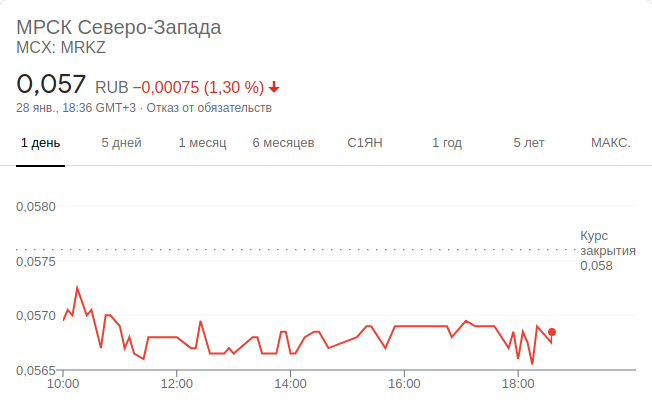 МРСК Северо-Запада
MCX: MRKZ
0,057 RUB −0,00075 (1,30 %)
28 янв., 18:36 GMT+3 · Отказ от обязательств
1 день 5 дней 1 месяц 6 месяцев С1ЯН 1 год 5 лет МАКС.
0,0580
Курс
закрытия
0,058
0,0575
0,0570
0,0565
10:00 12:00 14:00 16:00 18:00